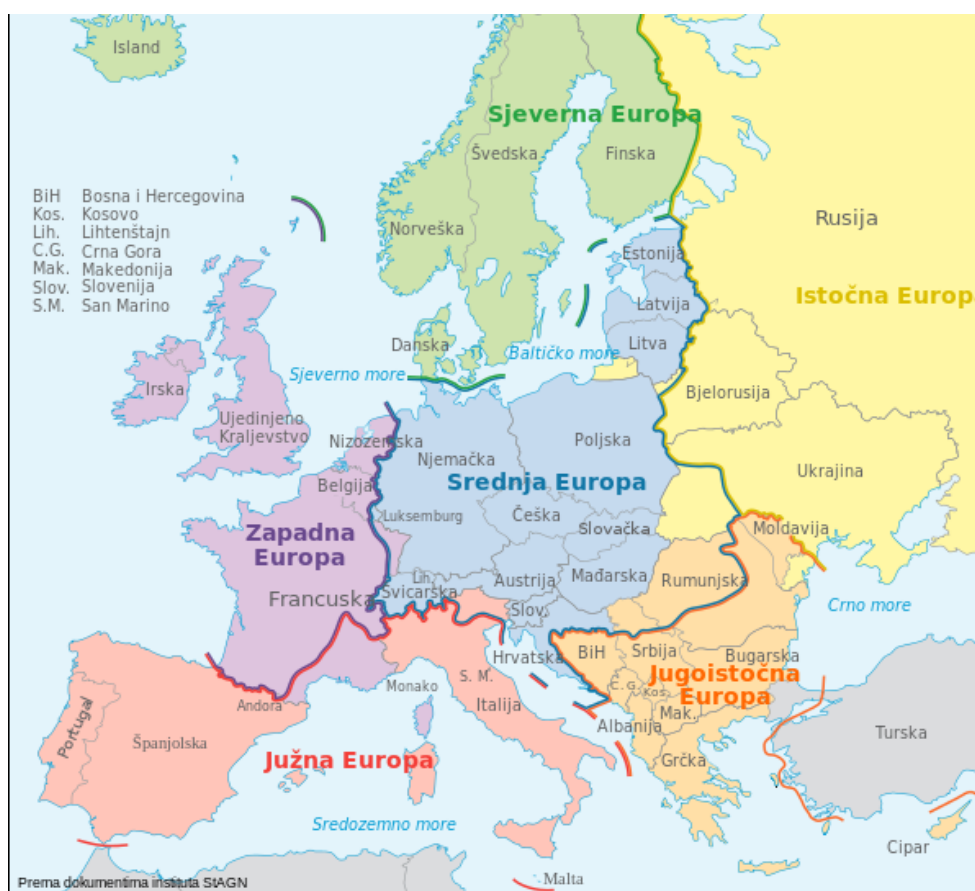 Island
Sjeverna Europa
Švedska
Finska
BiH Bosna i Hercegovina
Kos. Kosovo
Lih. Lihtenštajn
C.G. Crna Gora
Mak. Makedonija
Slov. Slovenija
S.M. San Marino
Norveška
Rusija
Estonija
Istočna Europa
Latvija
Danska
Baltičko more
Litva
Sjeverno more
Irska
Bjelorusija
Ujedinjeno
Kraljevstvo
Nizozemska
Njemačka
Poljska
Ukrajina
Belgija
Srednja Europa
Luksemburg
Češka
Slovačka
Moldavija
Zapadna
Europa
Lih.
Austrija
Mađarska
Rumunjska
Francuska
Švicarska
Slov.
Crno more
Hrvatska
BiH
Srbija
Bugarska
Jugoistočna
Europa
Monako
S. M.
C. G.
Kos.
Andora
Italija
Albanija
Mak.
Portugal
Španjolska
Južna Europa
Grčka
Turska
Sredozemno more
Cipar
Malta
Prema dokumentima instituta StAGN